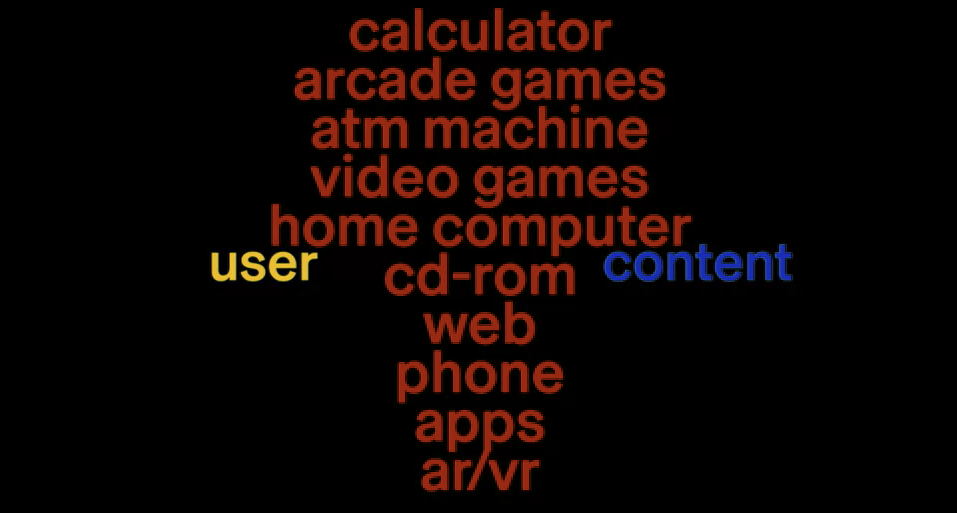 calculator
arcade games
atm machine
video games
home computer
user
cd-rom
content
web
phone
apps
ar/vr